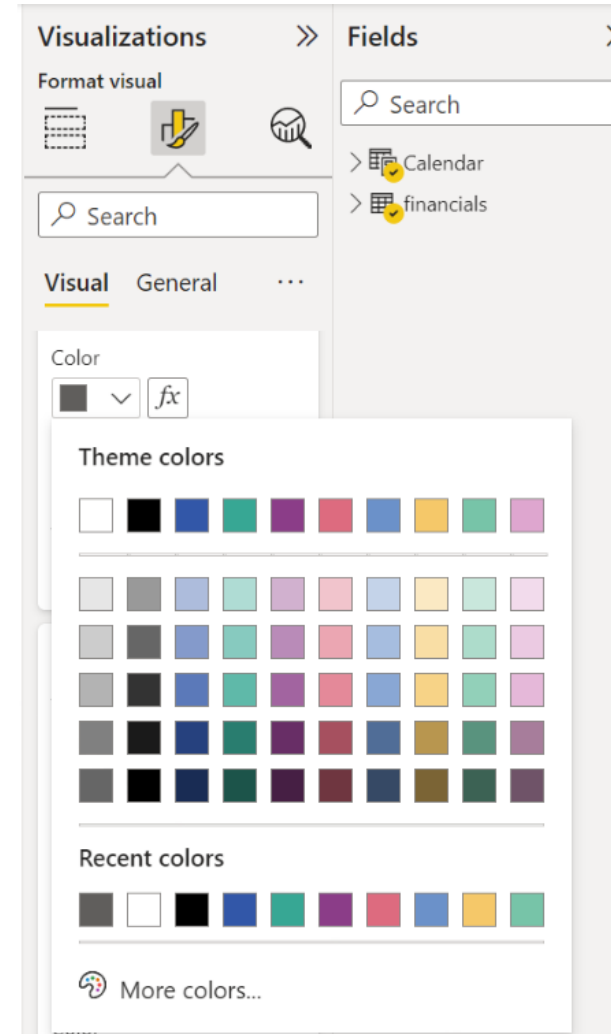 Visualizations
Fields
Format visual
Search
Calendar
financials
Search
Visual General ...
Color
fx
Theme colors
Recent colors
More colors...